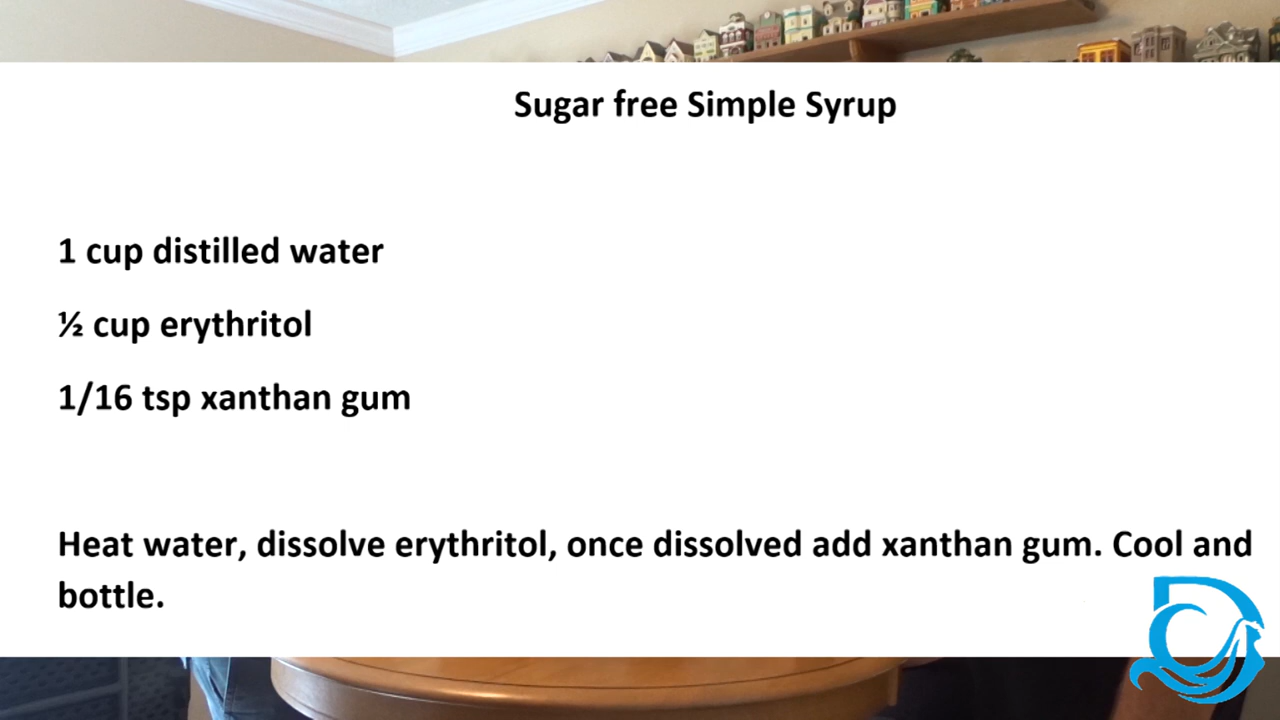 Sugar free Simple Syrup
1 cup distilled water
½ cup erythritol
1/16 tsp xanthan gum
Heat water, dissolve erythritol, once dissolved add xanthan gum. Cool and
bottle.